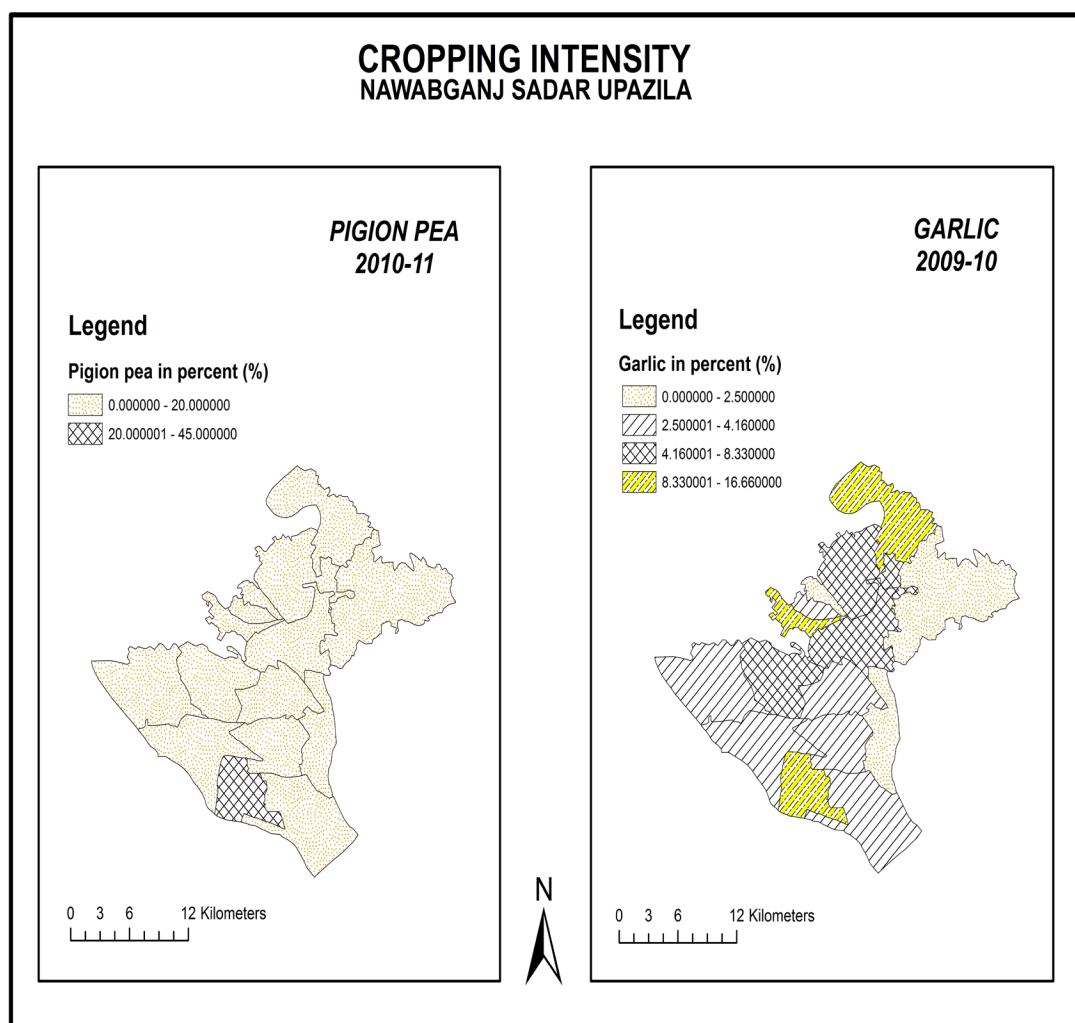 CROPPING INTENSITY
NAWABGANJ SADAR UPAZILA
PIGION PEA
2010-11
Legend
Pigion pea in percent (%)
0.000000 - 20.000000
20.000001 - 45.000000
0 3 6 12 Kilometers
N
GARLIC
2009-10
Legend
Garlic in percent (%)
0.000000 - 2.500000
2.500001 - 4.160000
4.160001 - 8.330000
8.330001 - 16.660000
0 3 6 12 Kilometers